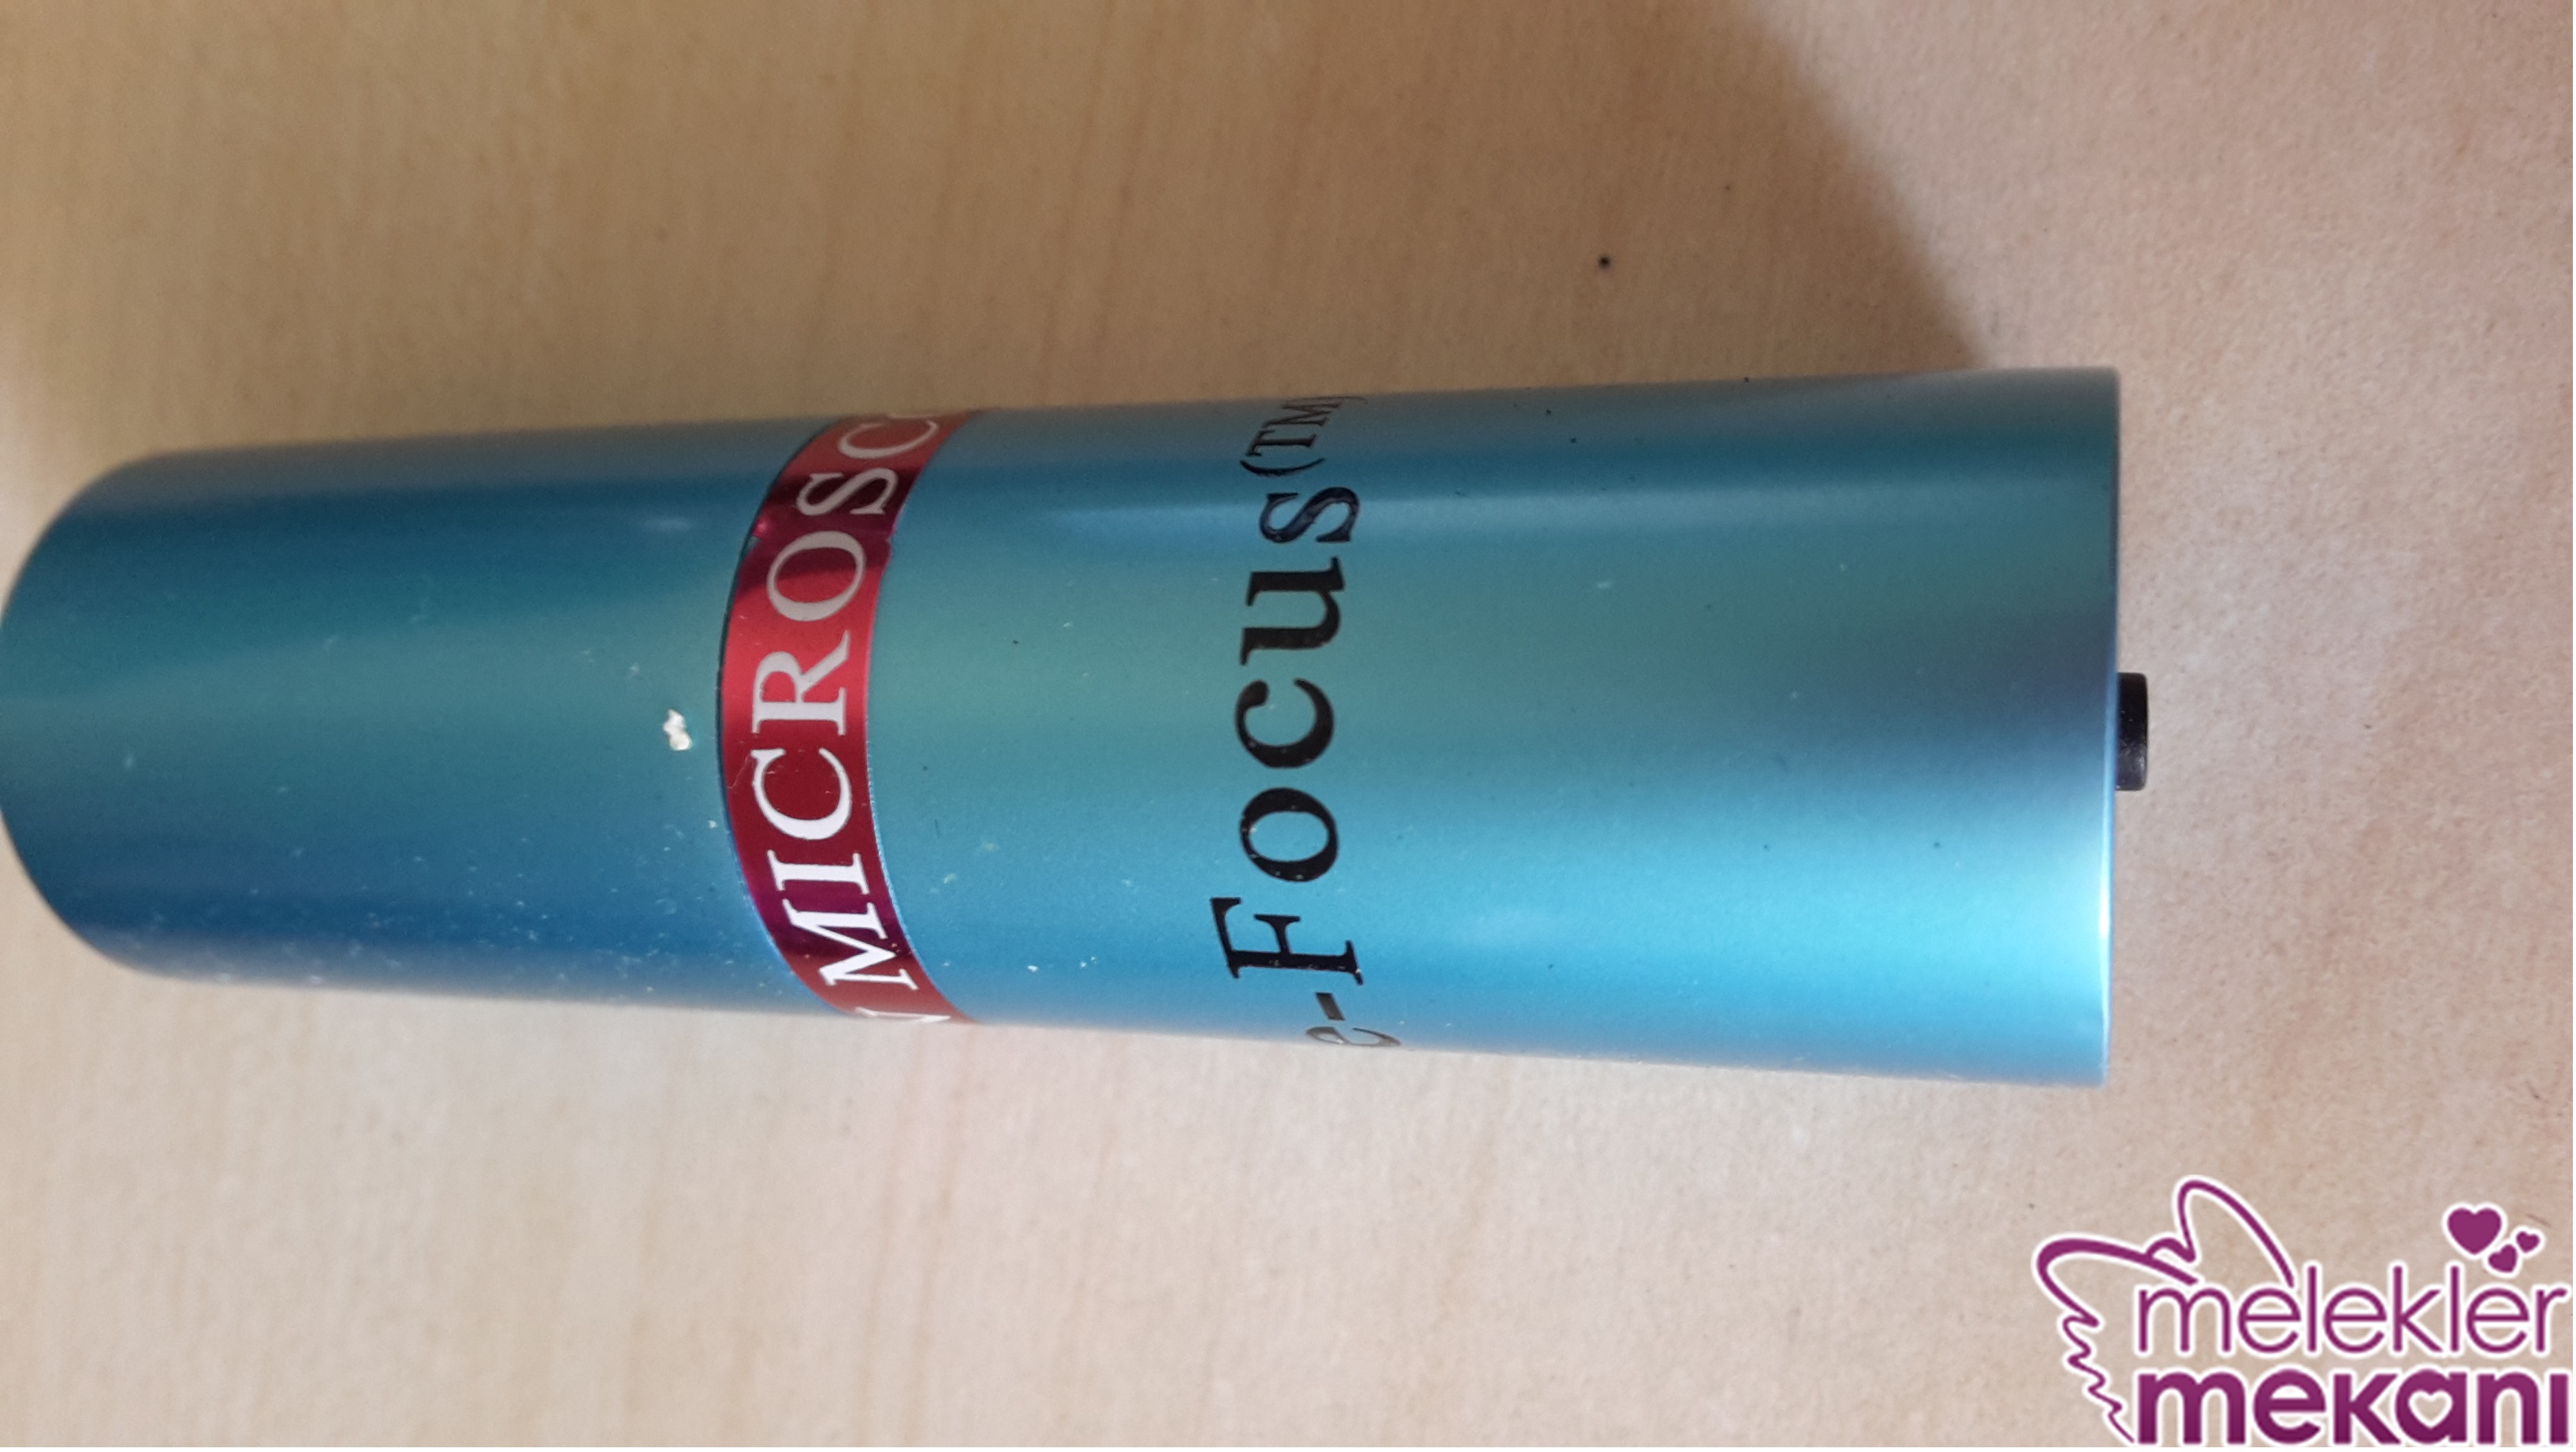 MICROSC
c-Focus(TM)
melekler
mekanı